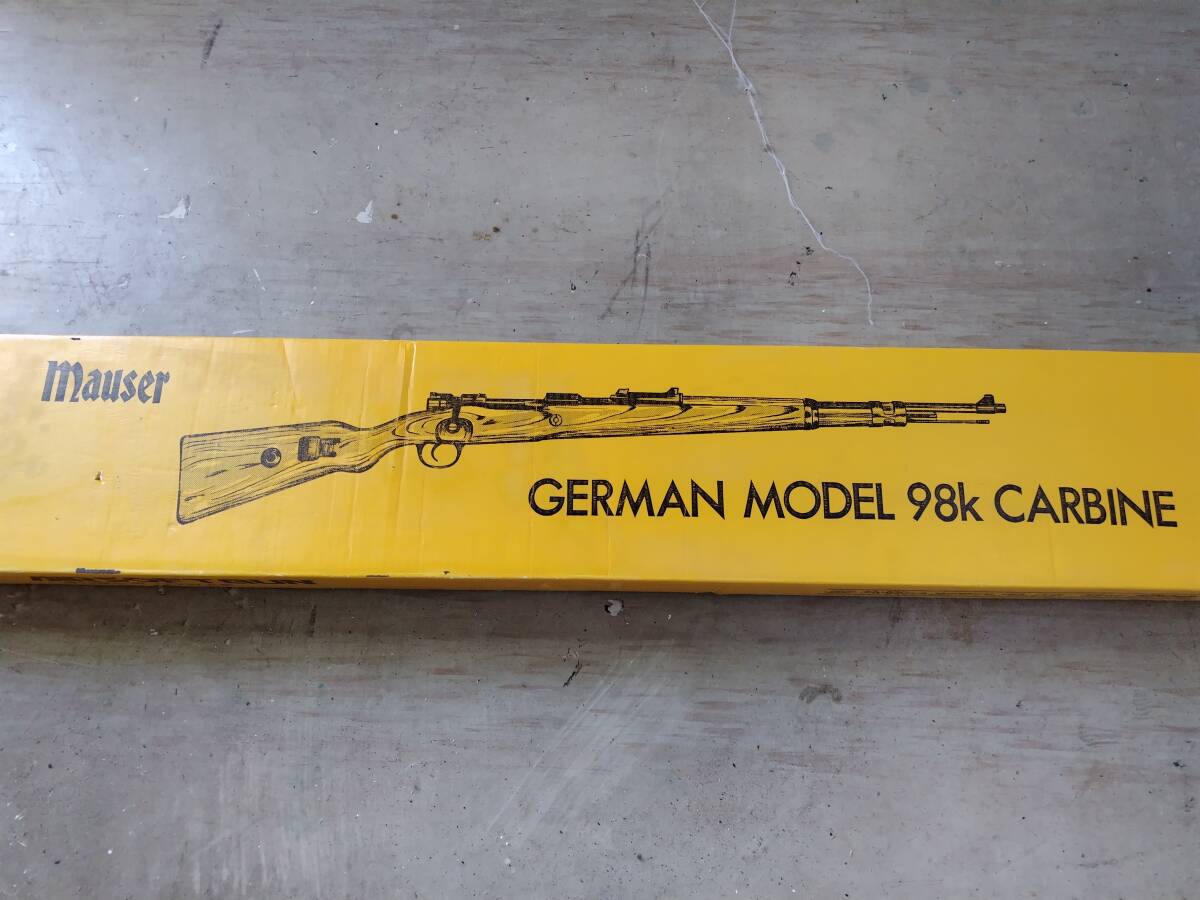 Mauser
GERMAN MODEL 98k CARBINE